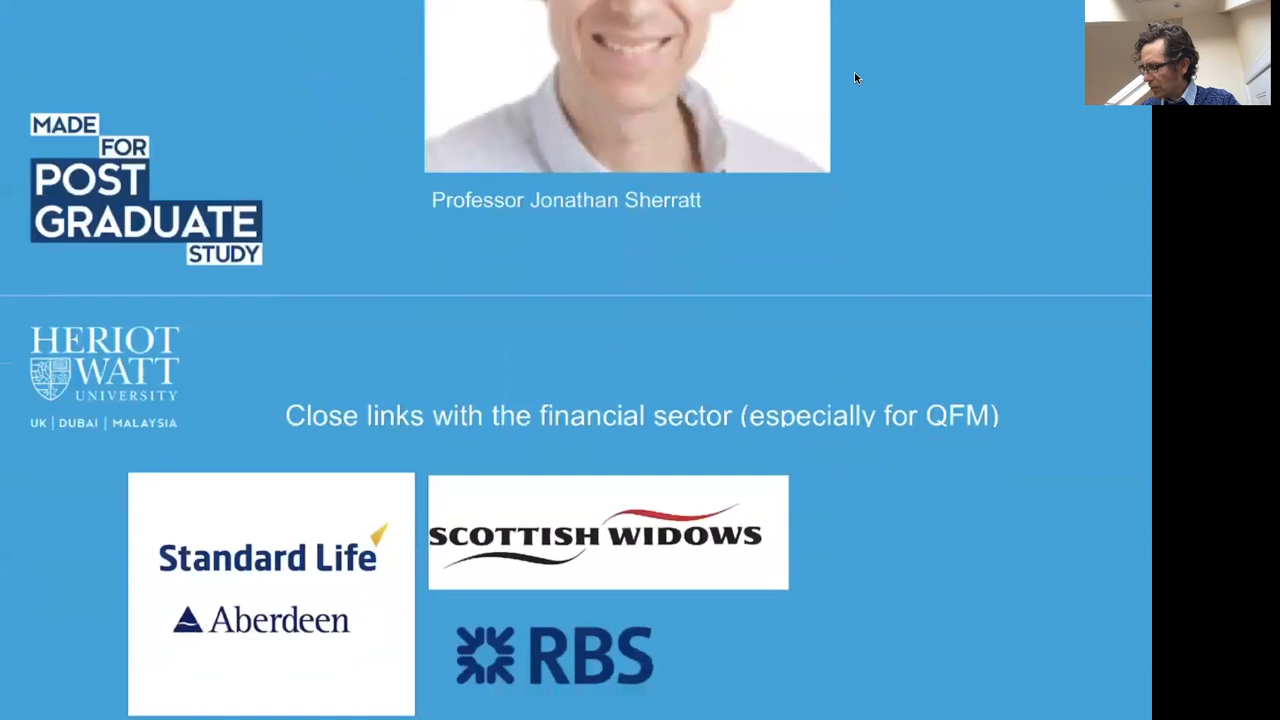 MADE
FOR
POST
GRADUATE
STUDY
Professor Jonathan Sherratt
HERIOT
WATT
UNIVERSITY
UK | DUBAI | MALAYSIA
Close links with the financial sector (especially for QFM)
Standard Life
Aberdeen
SCOTTISH WIDOWS
RBS